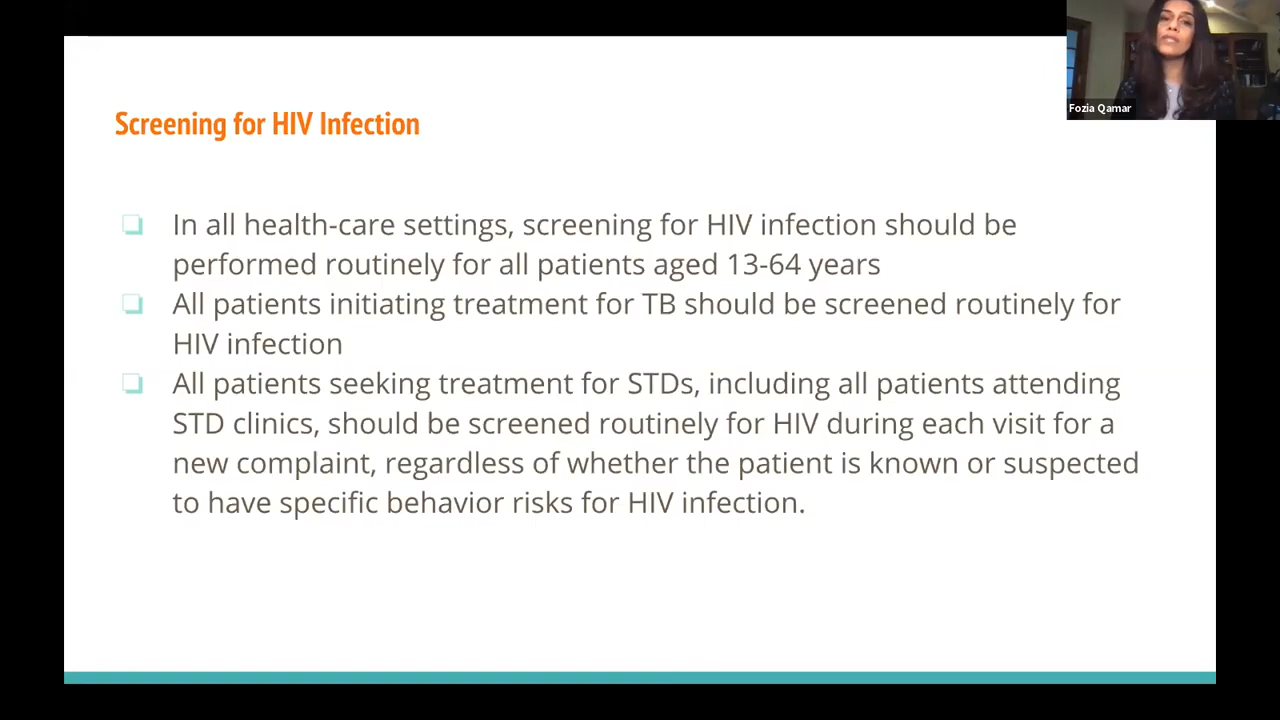 Fozia Qamar
Screening for HIV Infection
In all health-care settings, screening for HIV infection should be
performed routinely for all patients aged 13-64 years
All patients initiating treatment for TB should be screened routinely for
HIV infection
All patients seeking treatment for STDs, including all patients attending
STD clinics, should be screened routinely for HIV during each visit for a
new complaint, regardless of whether the patient is known or suspected
to have specific behavior risks for HIV infection.